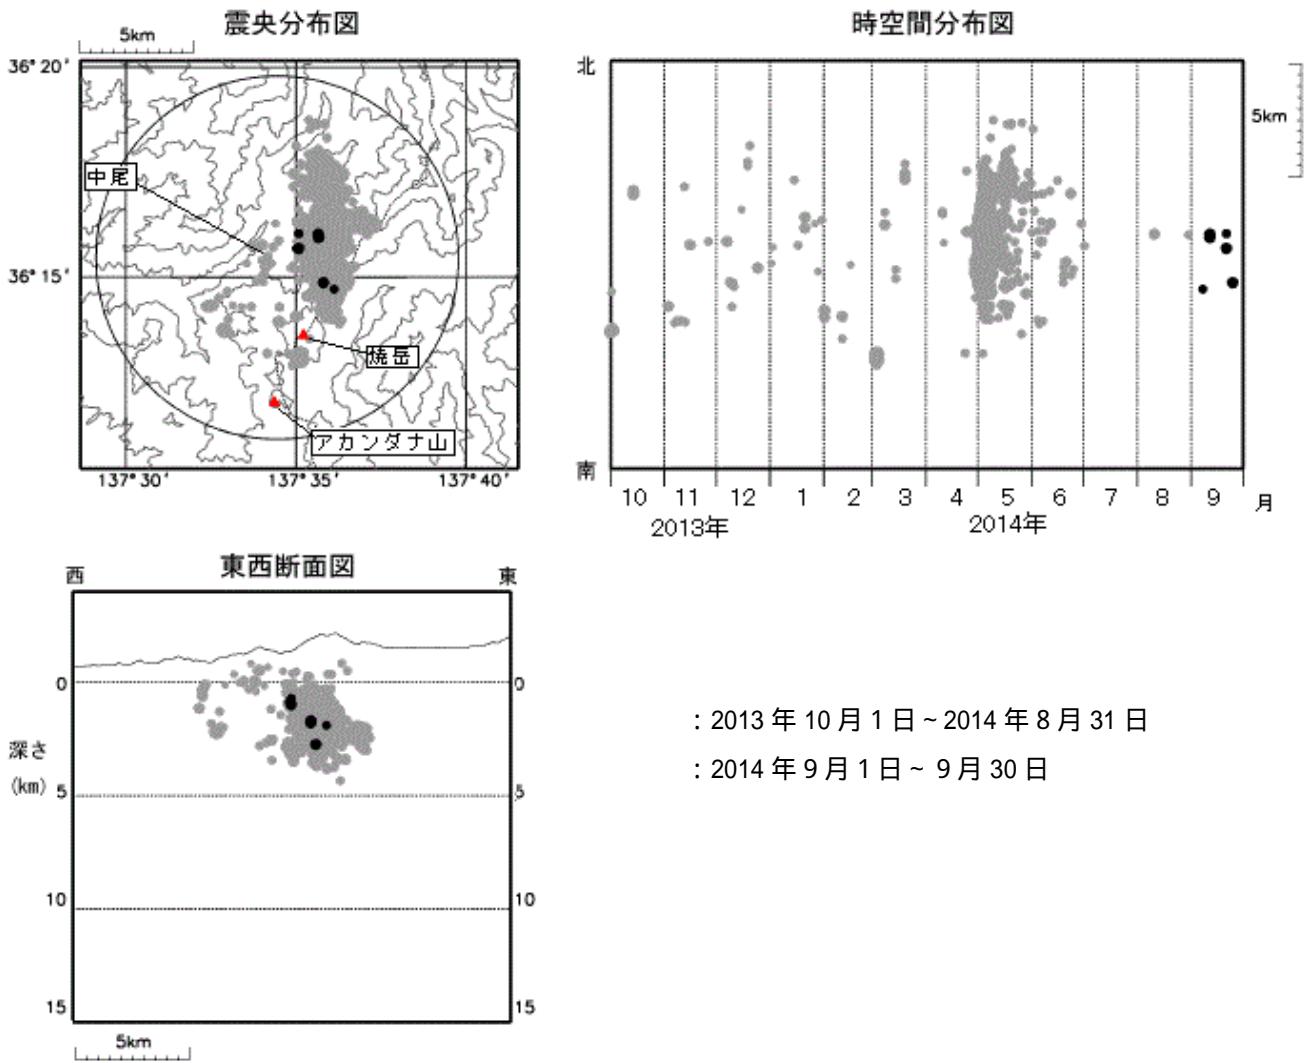 震央分布図
5km
36° 20'
中尾
36° 15'
焼岳
アカンダナ山
137° 30' 137° 35' 137° 40'
時空間分布図
北
5km
南
10 11 12 1 2 3 4 5 6 7 8 9 月
2013年 2014年
東西断面図
西 東
0 0
深さ
(km) 5 5
10 10
15 15
5km
：2013 年 10 月 1 日～2014 年 8 月 31 日
：2014 年 9 月 1 日～ 9 月 30 日